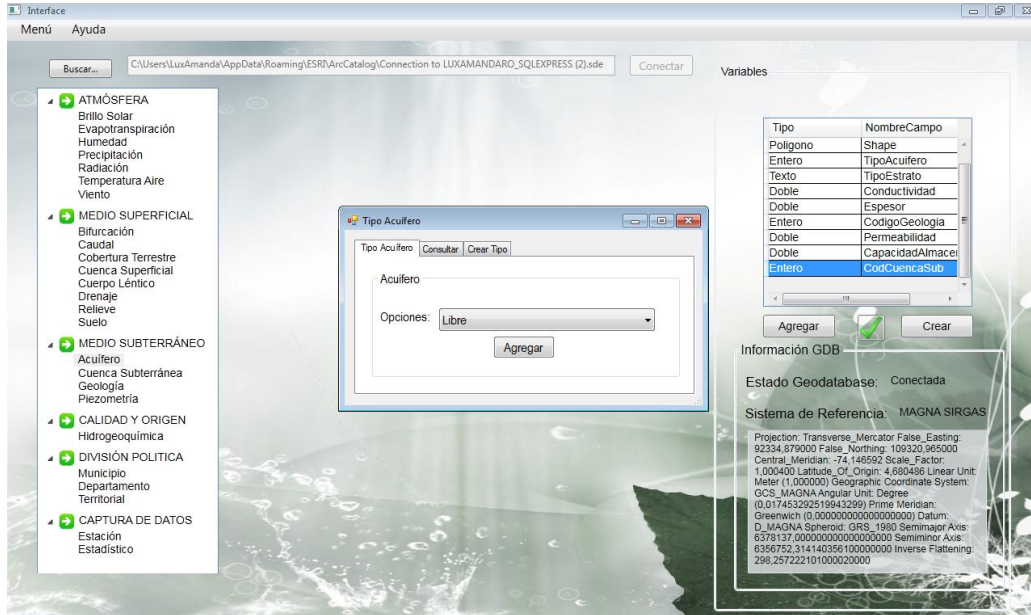 Interface
Menú Ayuda
Buscar...
C:\Users\LuxAmanda\AppData\Roaming\ESRI\ArcCatalog\Connection to LUXAMANDARO_SQLEXPRESS (2).sde
Conectar
ATMÓSFERA
Brillo Solar
Evapotranspiración
Humedad
Precipitación
Radiación
Temperatura Aire
Viento
MEDIO SUPERFICIAL
Bifurcación
Caudal
Cobertura Terrestre
Cuenca Superficial
Cuerpo Léntico
Drenaje
Relieve
Suelo
MEDIO SUBTERRÁNEO
Acuífero
Cuenca Subterránea
Geología
Piezometría
CALIDAD Y ORIGEN
Hidrogeoquímica
DIVISIÓN POLITICA
Municipio
Departamento
Territorial
CAPTURA DE DATOS
Estación
Estadístico
Tipo Acuífero
Tipo Acuífero Consultar Crear Tipo
Acuífero
Opciones: Libre
Agregar
Variables
Tipo NombreCampo
Poligono Shape
Entero TipoAcuifero
Texto TipoEstrato
Doble Conductividad
Doble Espesor
Entero CodigoGeologia
Doble Permeabilidad
Doble CapacidadAlmacer
Entero CodCuencaSub
Agregar Crear
Información GDB
Estado Geodatabase: Conectada
Sistema de Referencia: MAGNA SIRGAS
Projection: Transverse_Mercator False_Easting:
92334,879000 False_Northing: 109320,965000
Central_Meridian: -74,146592 Scale_Factor:
1,000400 Latitude_Of_Origin: 4,680486 Linear Unit:
Meter (1,000000) Geographic Coordinate System:
GCS_MAGNA Angular Unit: Degree
(0,017453292519943299) Prime Meridian:
Greenwich (0,000000000000000000) Datum:
D_MAGNA Spheroid: GRS_1980 Semimajor Axis:
6378137,000000000000000000 Semiminor Axis:
6356752,314140356100000000 Inverse Flattening:
298,257222101000020000